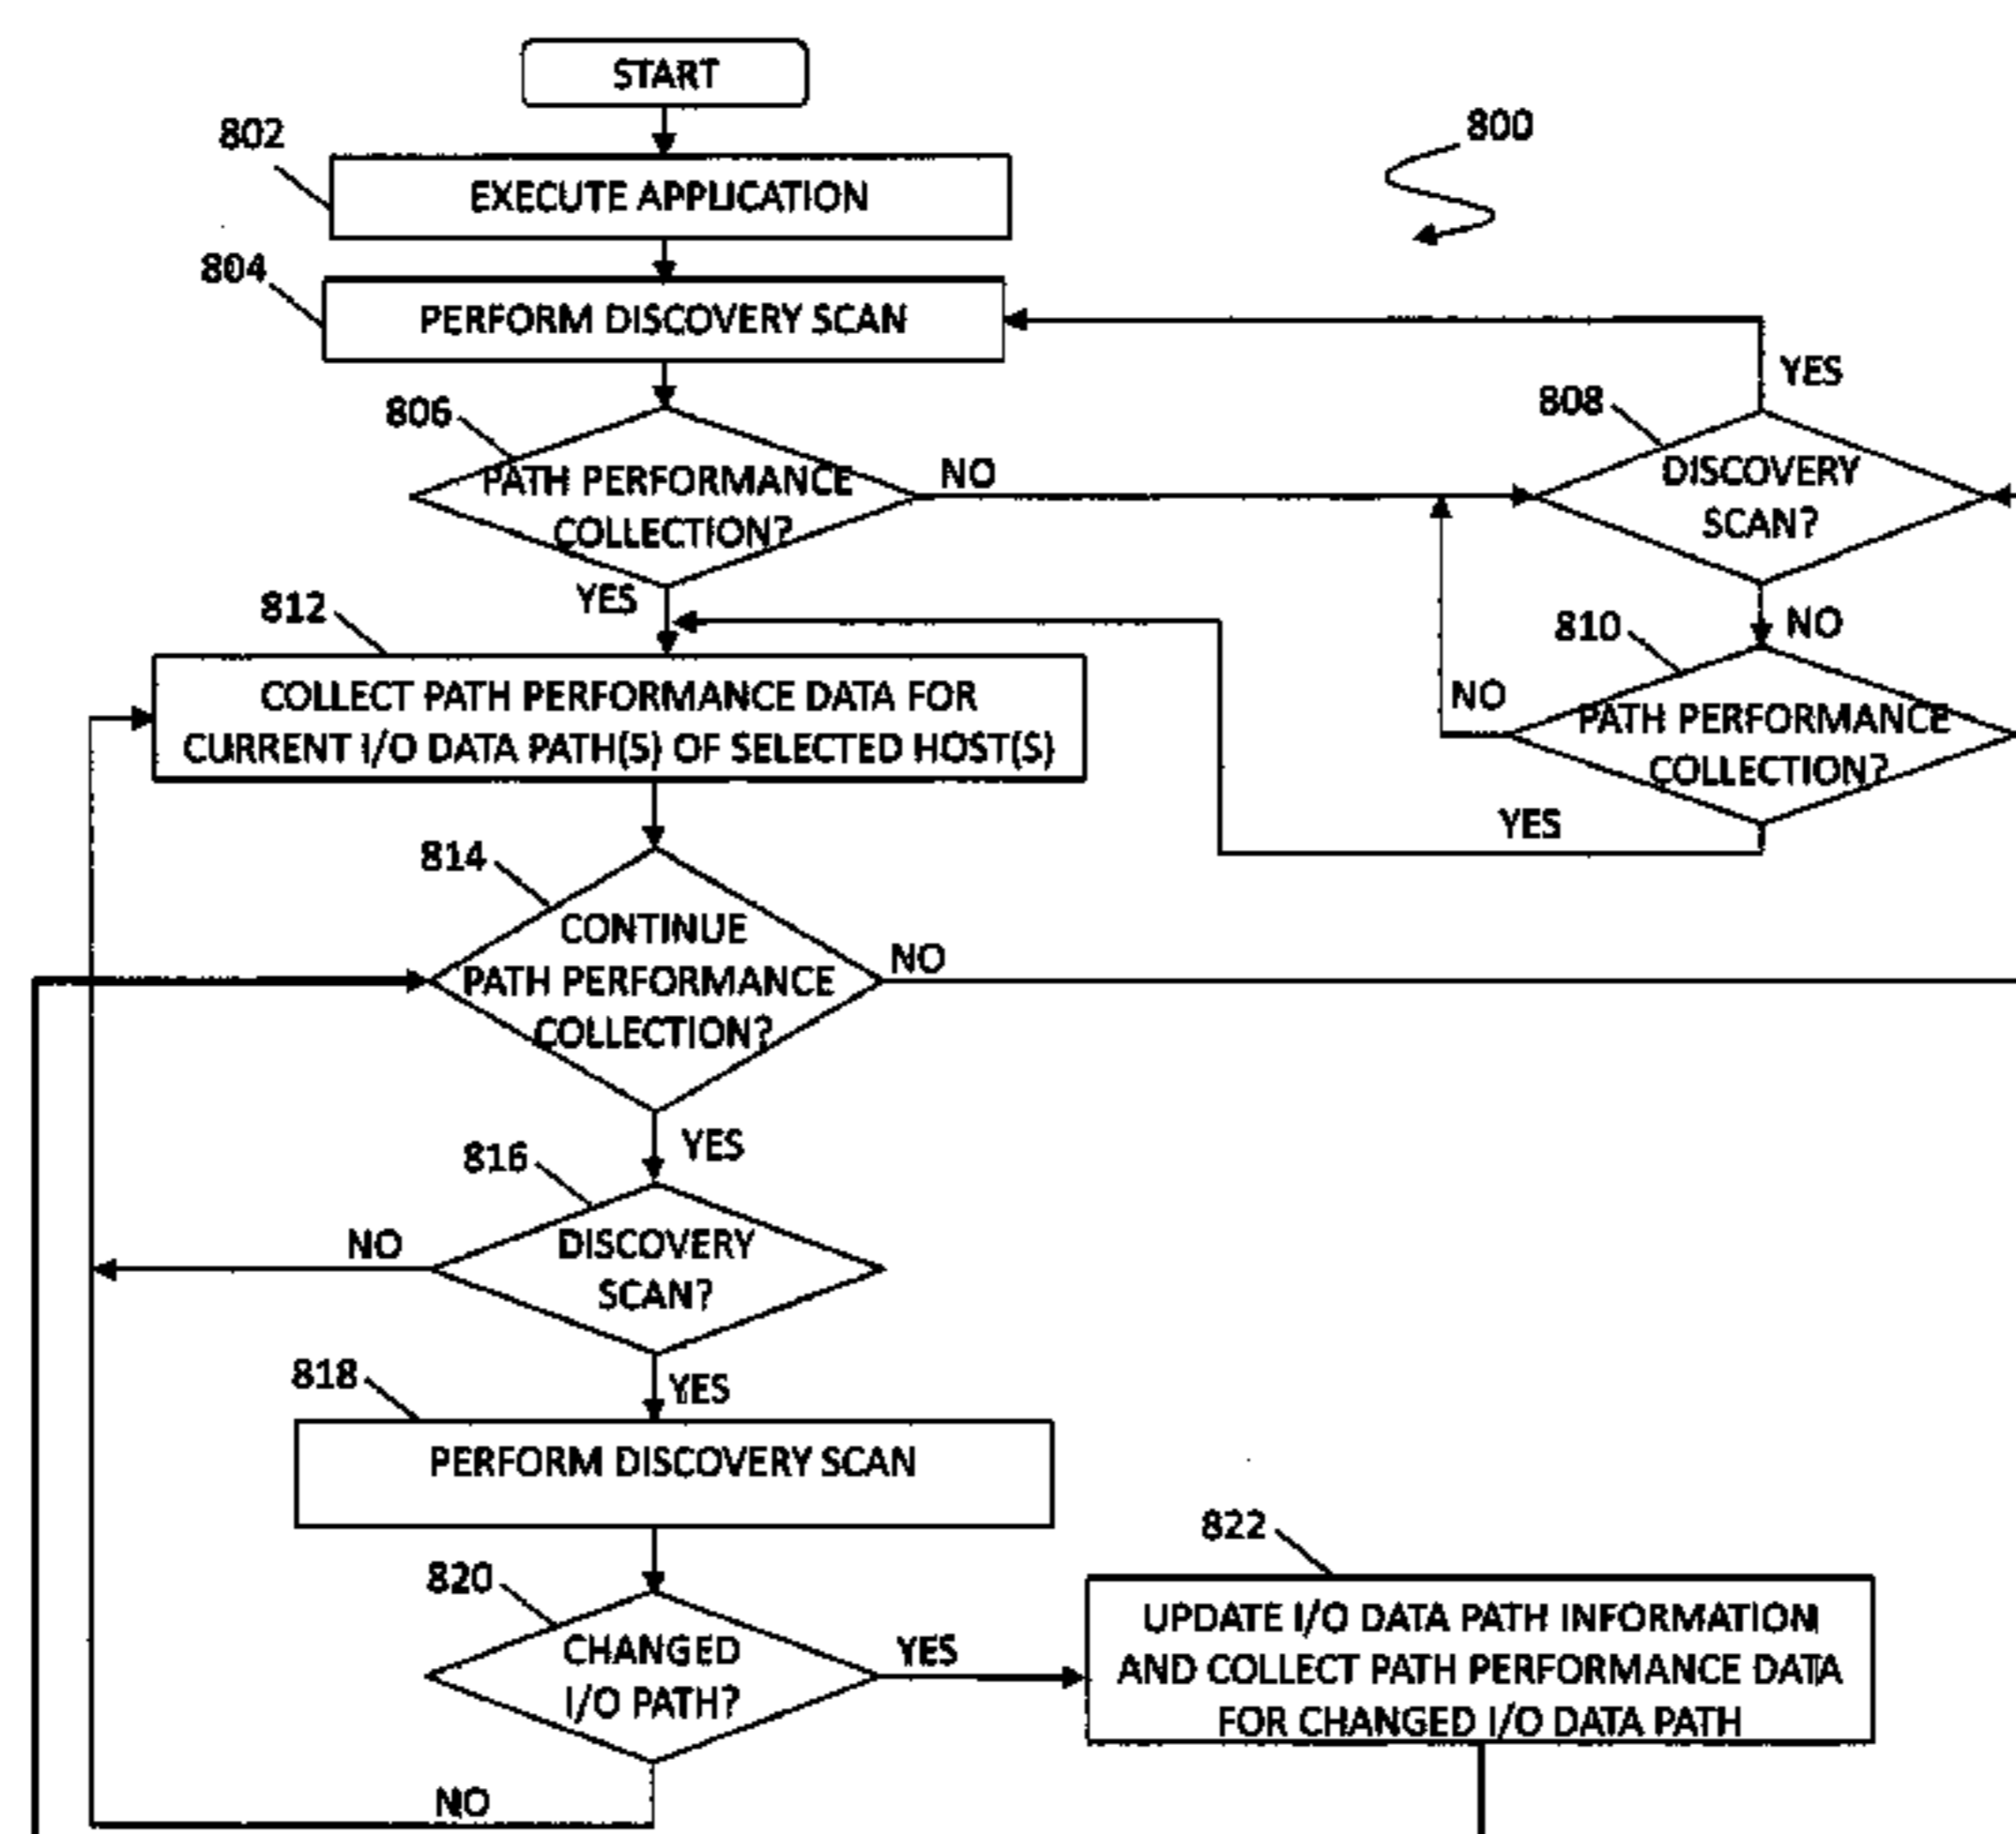 START
802
800
EXECUTE APPLICATION
804
PERFORM DISCOVERY SCAN
YES
806
808
PATH PERFORMANCE
COLLECTION?
NO
DISCOVERY
SCAN?
YES
812
810
NO
COLLECT PATH PERFORMANCE DATA FOR
CURRENT I/O DATA PATH(S) OF SELECTED HOST(S)
NO
PATH PERFORMANCE
COLLECTION?
YES
814
CONTINUE
PATH PERFORMANCE
COLLECTION?
NO
YES
816
NO
DISCOVERY
SCAN?
818
YES
PERFORM DISCOVERY SCAN
822
820
CHANGED
I/O PATH?
YES
UPDATE I/O DATA PATH INFORMATION
AND COLLECT PATH PERFORMANCE DATA
FOR CHANGED I/O DATA PATH
NO